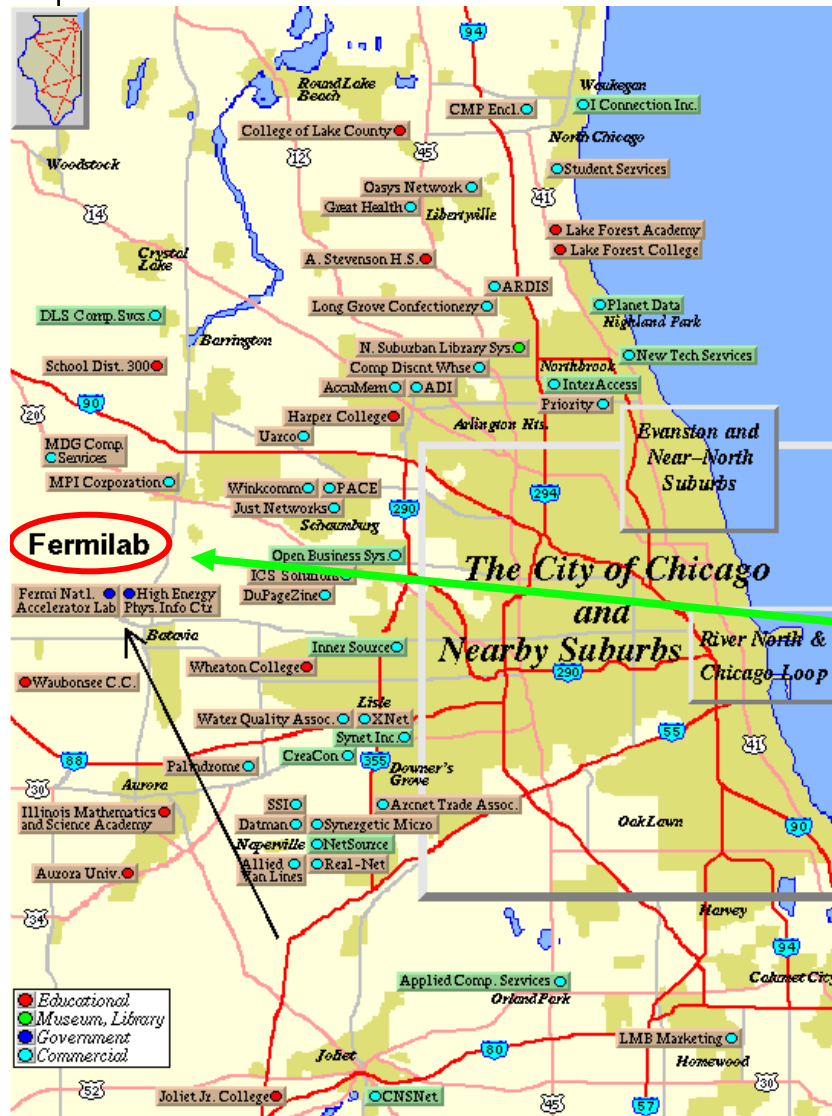 94
Round Lake
Beach
Waukegan
CMP Encl.
I Connection Inc.
College of Lake County
North Chicago
12
45
Woodstock
Student Services
Oasys Network
41
14
Great Health
Libertyville
Lake Forest Academy
Lake Forest College
Crystal
Lake
A. Stevenson H.S.
ARDIS
Long Grove Confectionery
Planet Data
DLS Comp.Svcs.
Highland Park
Barrington
N. Suburban Library Sys.
New Tech Services
School Dist. 300
Comp Discnt Whse
Northbrook
AccuMem
ADI
InterAccess
90
Priority
20
Harper College
Arlington Hts.
Uarco
Evanston and
Near-North
Suburbs
MDG Comp.
Services
MPI Corporation
Winkcomm
PACE
294
Just Networks
290
Schaumburg
Fermilab
Open Business Sys.
ICS Solutions
The City of Chicago
and
Nearby Suburbs
Fermi Natl.
Accelerator Lab
High Energy
Phys.Info Ctr
DuPageZine
Batavia
Inner Source
River North &
Chicago Loop
Wheaton College
290
Waubonsee C.C.
Lisle
Water Quality Assoc.
XNet
Synet Inc.
55
41
CreaCon
88
355
Palindrome
Downer's
Grove
30
Aurora
SSI
Arcnet Trade Assoc.
Illinois Mathematics
and Science Academy
Datman
Synergetic Micro
Oak Lawn
90
Naperville
NetSource
Allied
Van Lines
Real-Net
Aurora Univ.
34
Harvey
94
Applied Comp. Services
Calumet City
Orland Park
Educational
Museum, Library
Government
Commercial
LMB Marketing
Joliet
80
Homewood
52
Joliet Jr. College
CNSNet
30
45
57